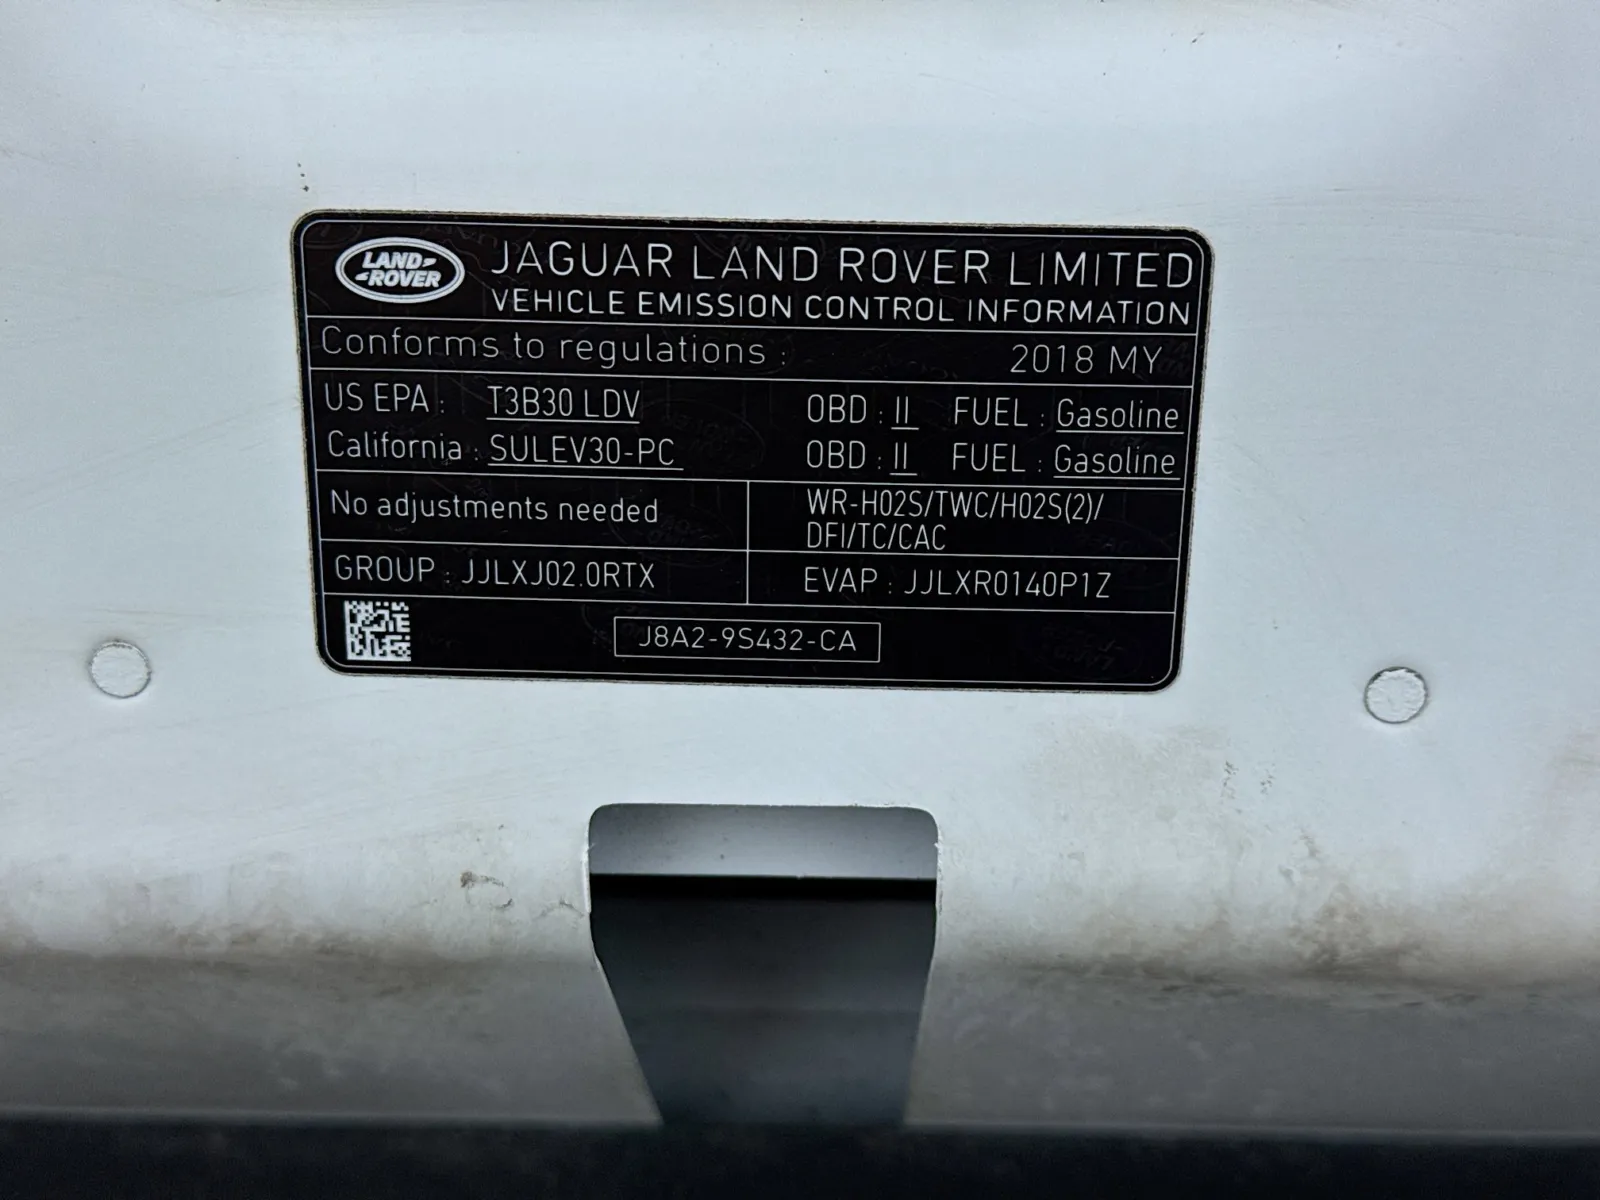 LAND
ROVER
JAGUAR LAND ROVER LIMITED
VEHICLE EMISSION CONTROL INFORMATION
Conforms to regulations : 2018 MY
US EPA : T3B30 LDV OBD : II FUEL : Gasoline
California : SULEV30-PC OBD : II FUEL : Gasoline
No adjustments needed
WR-HO2S/TWC/HO2S(2)/
DFI/TC/CAC
GROUP : JJLXJ02.0RTX EVAP : JJLXR0140P1Z
J8A2-9S432-CA